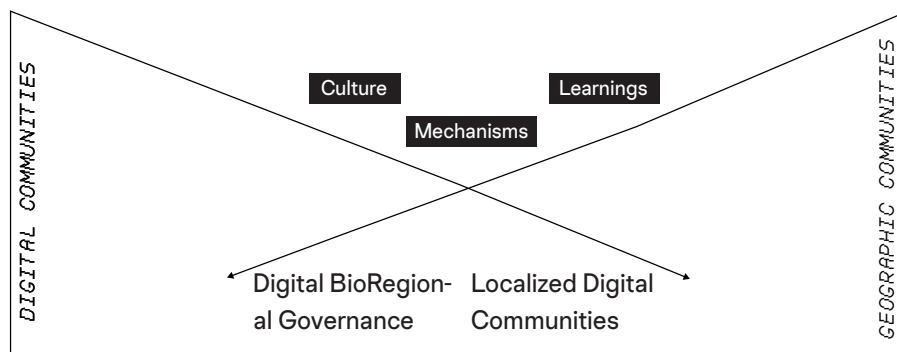 DIGITAL COMMUNITIES
Culture
Learnings
Mechanisms
GEOGRAPHIC COMMUNITIES
Digital BioRegion-
al Governance
Localized Digital
Communities